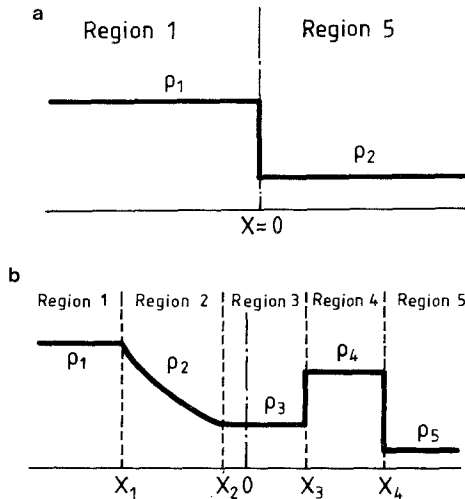 a
Region 1 Region 5
ρ₁
ρ₂
X=0
b
Region 1 Region 2 Region 3 Region 4 Region 5
ρ₁ ρ₂ ρ₃ ρ₄ ρ₅
X₁ X₂ 0 X₃ X₄